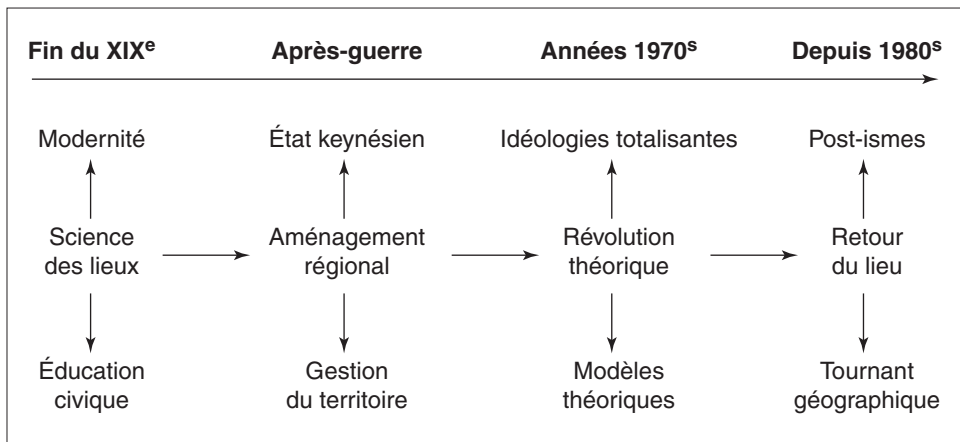 Fin du XIXe Après-guerre Années 1970s Depuis 1980s
Modernité État keynésien Idéologies totalisantes Post-ismes
Science Aménagement Révolution Retour
des lieux régional théorique du lieu
Éducation Gestion Modèles Tournant
civique du territoire théoriques géographique